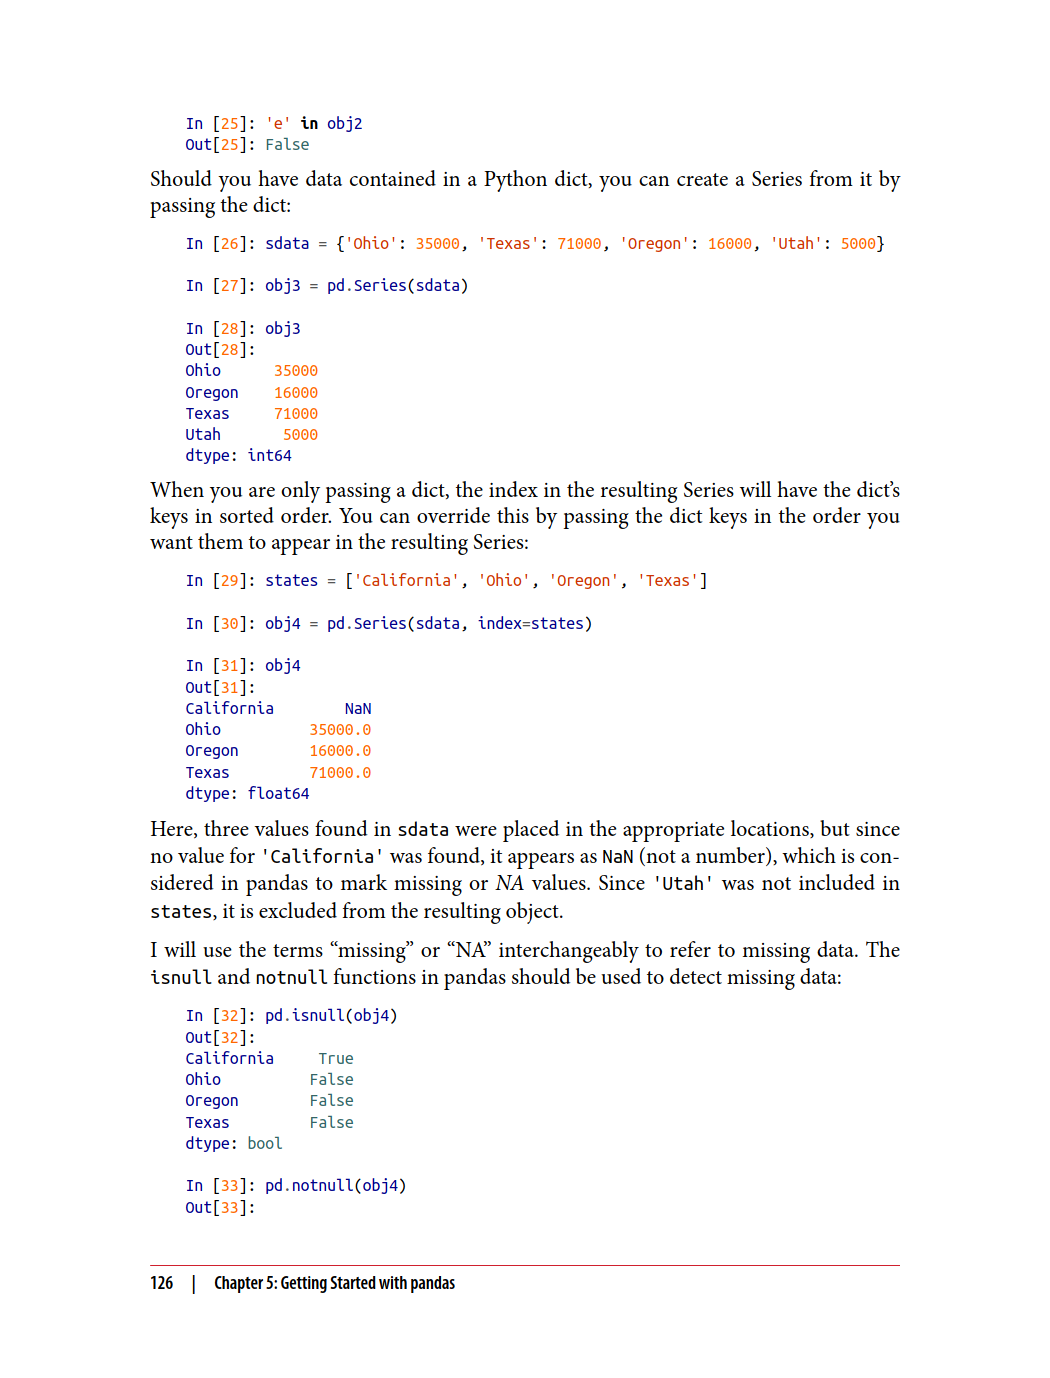 In [25]: 'e' in obj2
Out[25]: False
Should you have data contained in a Python dict, you can create a Series from it by
passing the dict:
In [26]: sdata = {'Ohio': 35000, 'Texas': 71000, 'Oregon': 16000, 'Utah': 5000}
In [27]: obj3 = pd.Series(sdata)
In [28]: obj3
Out[28]:
Ohio      35000
Oregon    16000
Texas     71000
Utah       5000
dtype: int64
When you are only passing a dict, the index in the resulting Series will have the dict’s
keys in sorted order. You can override this by passing the dict keys in the order you
want them to appear in the resulting Series:
In [29]: states = ['California', 'Ohio', 'Oregon', 'Texas']
In [30]: obj4 = pd.Series(sdata, index=states)
In [31]: obj4
Out[31]:
California        NaN
Ohio          35000.0
Oregon        16000.0
Texas         71000.0
dtype: float64
Here, three values found in sdata were placed in the appropriate locations, but since
no value for 'California' was found, it appears as NaN (not a number), which is con-
sidered in pandas to mark missing or NA values. Since 'Utah' was not included in
states, it is excluded from the resulting object.
I will use the terms “missing” or “NA” interchangeably to refer to missing data. The
isnull and notnull functions in pandas should be used to detect missing data:
In [32]: pd.isnull(obj4)
Out[32]:
California     True
Ohio          False
Oregon        False
Texas         False
dtype: bool
In [33]: pd.notnull(obj4)
Out[33]:
126 | Chapter 5: Getting Started with pandas